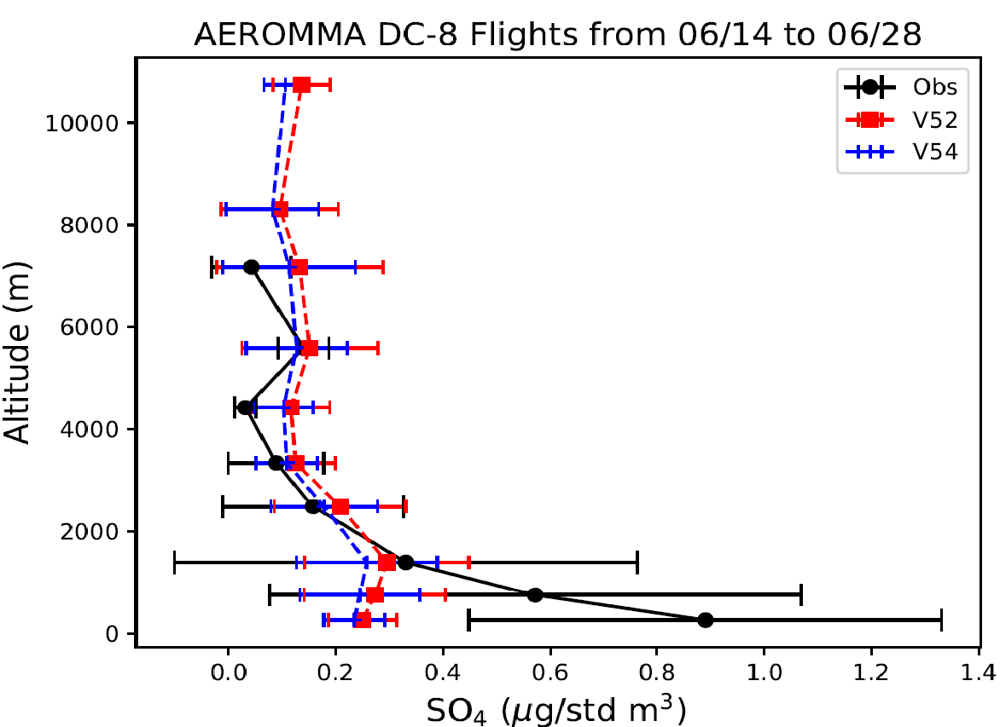 AEROMMA DC-8 Flights from 06/14 to 06/28
Obs
V52
V54
Altitude (m)
10000
8000
6000
4000
2000
0
0.0 0.2 0.4 0.6 0.8 1.0 1.2 1.4
SO₄ (μg/std m³)